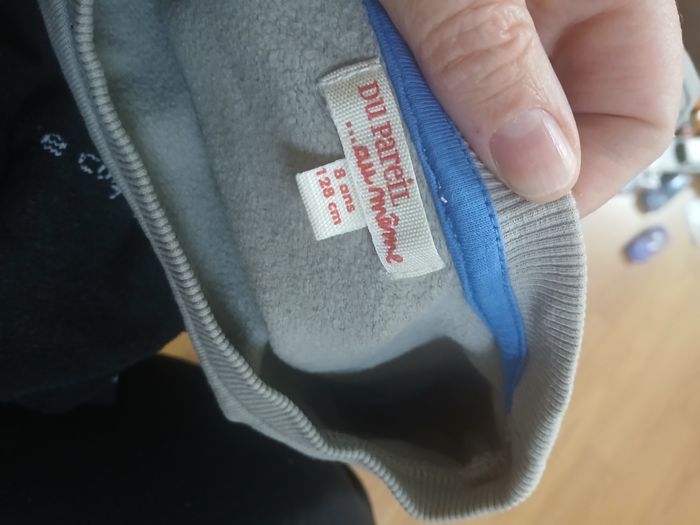 DU PAREIL
...au même
8 ans
128 cm